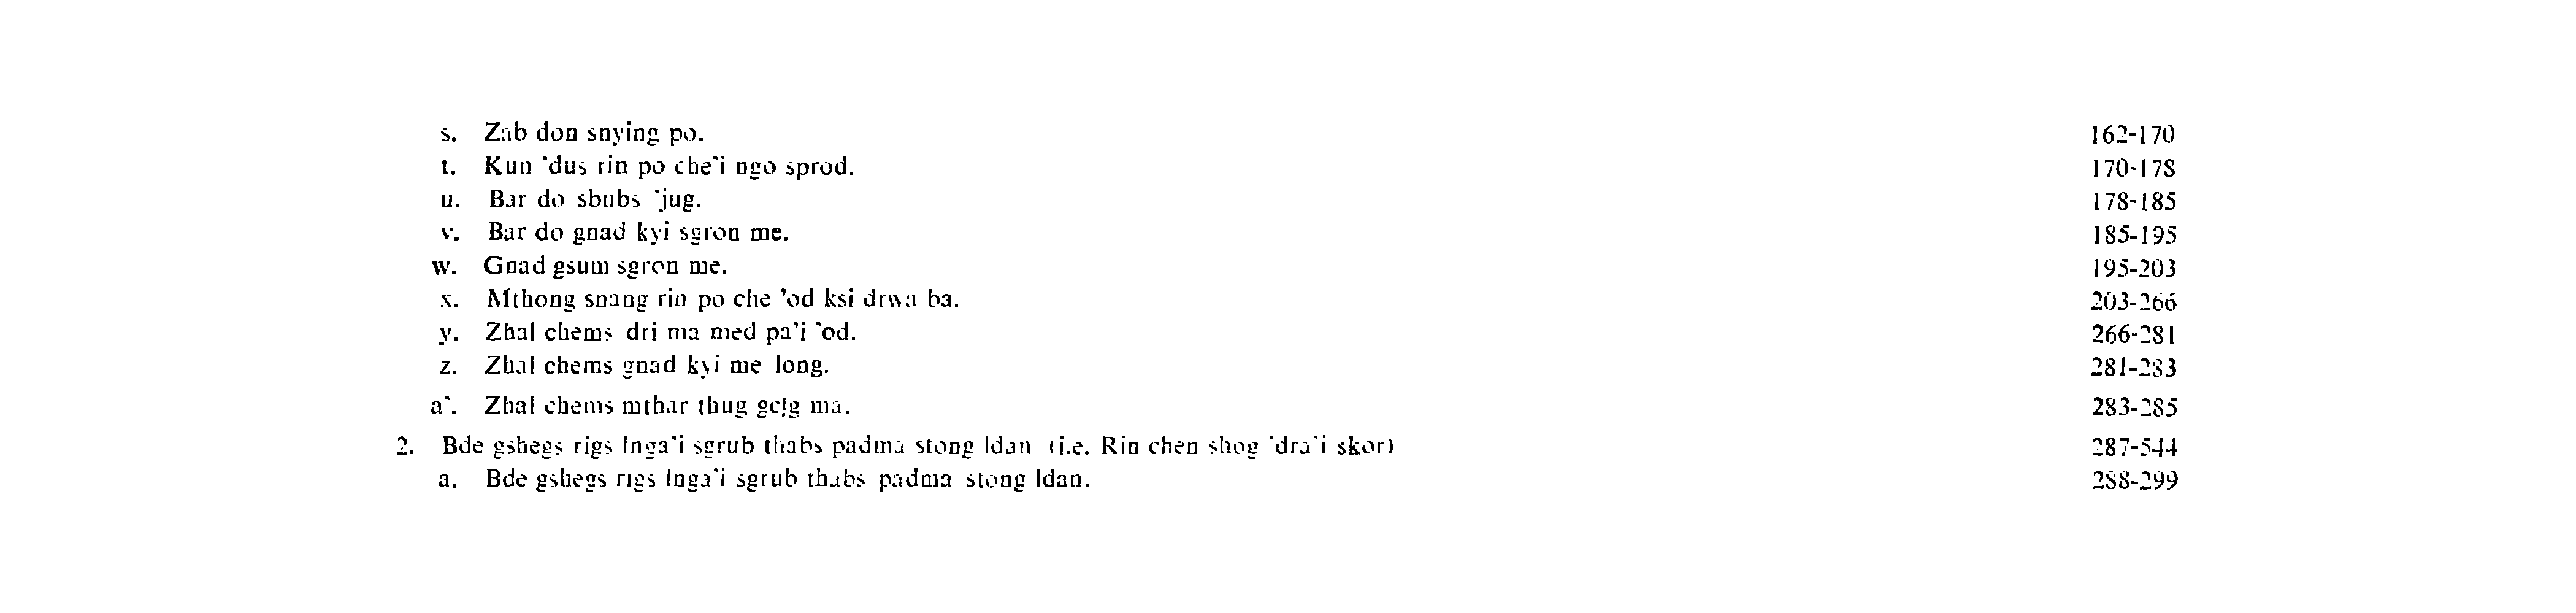 s. Zab don snying po. 162-170
t. Kun 'dus rin po che'i ngo sprod. 170-178
u. Bar do sbubs 'jug. 178-185
v. Bar do gnad kyi sgron me. 185-195
w. Gnad gsum sgron me. 195-203
x. Mthong snang rin po che 'od ksi drwa ba. 203-266
y. Zhal chems dri ma med pa'i 'od. 266-281
z. Zhal chems gnad kyi me long. 281-283
a'. Zhal chems mthar thug gcig ma. 283-285
2. Bde gshegs rigs lnga'i sgrub thabs padma stong ldan (i.e. Rin chen shog 'dra'i skor) 287-544
a. Bde gshegs rigs lnga'i sgrub thabs padma stong ldan. 288-299